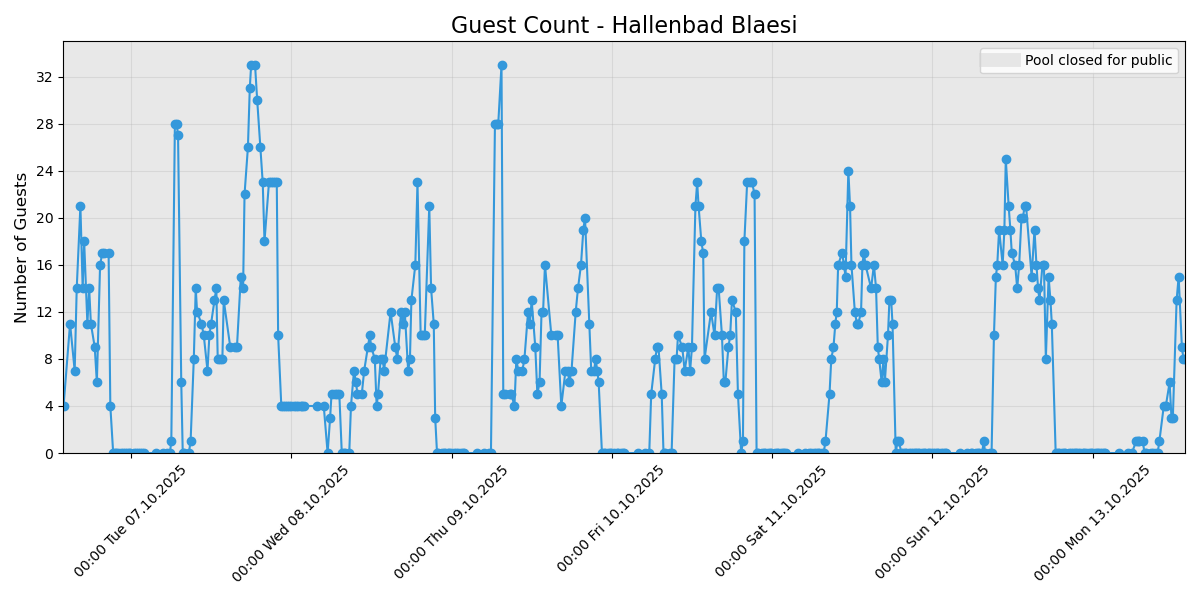 Guest Count - Hallenbad Blaesi
Pool closed for public
Number of Guests
32
28
24
20
16
12
8
4
0
00:00 Tue 07.10.2025
00:00 Wed 08.10.2025
00:00 Thu 09.10.2025
00:00 Fri 10.10.2025
00:00 Sat 11.10.2025
00:00 Sun 12.10.2025
00:00 Mon 13.10.2025